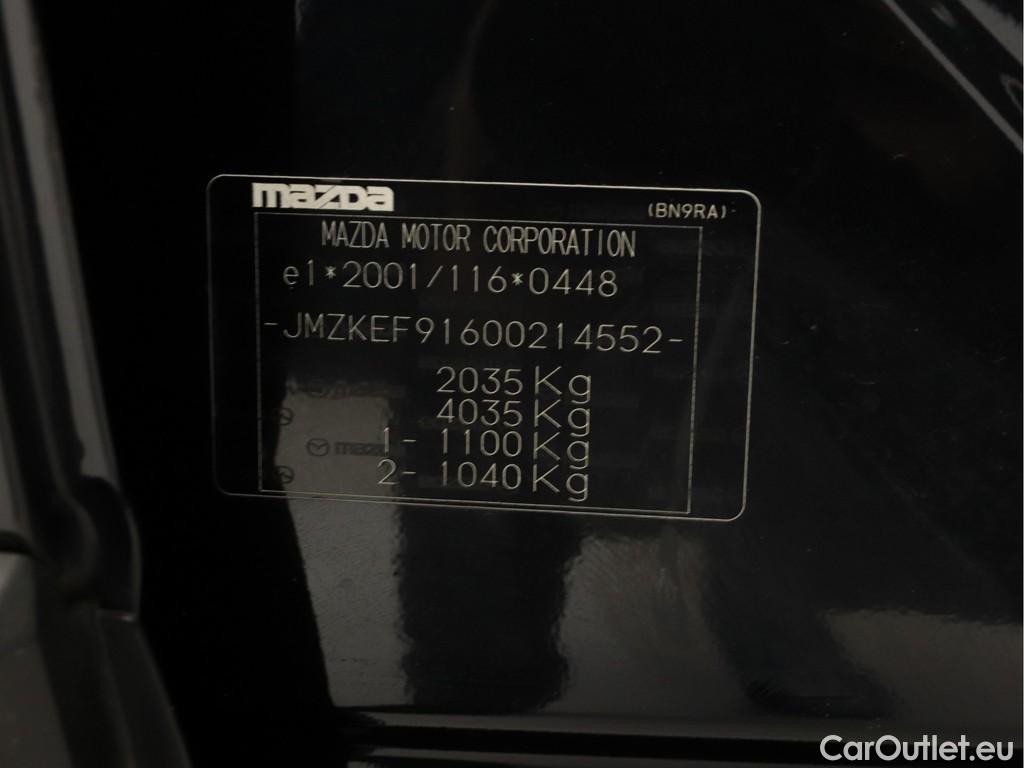 mazda
(BN9RA)
MAZDA MOTOR CORPORATION
e1*2001/116*0448
-JMZKEF91600214552-
2035 Kg
4035 Kg
1- 1100 Kg
2- 1040 Kg
CarOutlet.eu